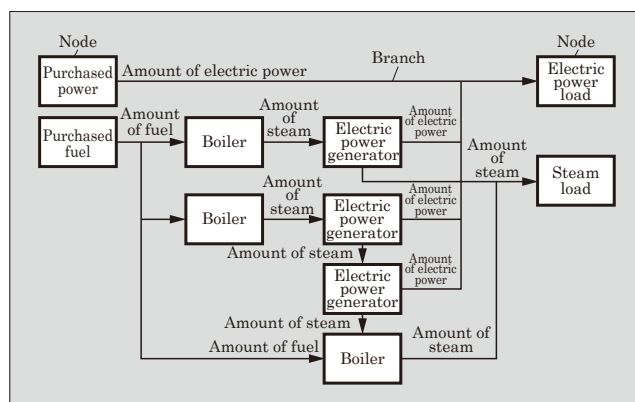 Node
Purchased
power
Amount of electric power
Branch
Node
Electric
power
load
Purchased
fuel
Amount
of fuel
Boiler
Amount
of
steam
Electric
power
generator
Amount
of electric
power
Amount
of
steam
Steam
load
Boiler
Amount
of
steam
Electric
power
generator
Amount
of electric
power
Amount of steam
Electric
power
generator
Amount
of electric
power
Amount of steam
Amount of fuel
Boiler
Amount of
steam